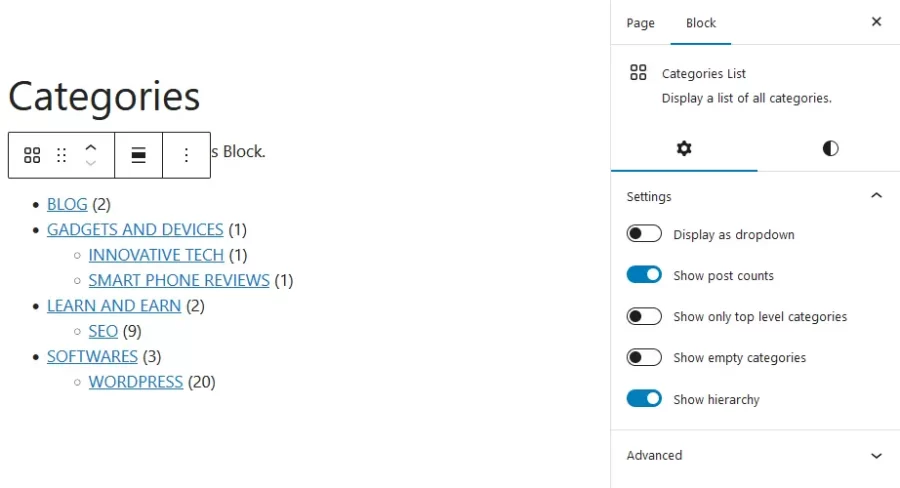 Categories
s Block.
BLOG (2)
GADGETS AND DEVICES (1)
INNOVATIVE TECH (1)
SMART PHONE REVIEWS (1)
LEARN AND EARN (2)
SEO (9)
SOFTWARES (3)
WORDPRESS (20)
Page Block
Categories List
Display a list of all categories.
Settings
Display as dropdown
Show post counts
Show only top level categories
Show empty categories
Show hierarchy
Advanced